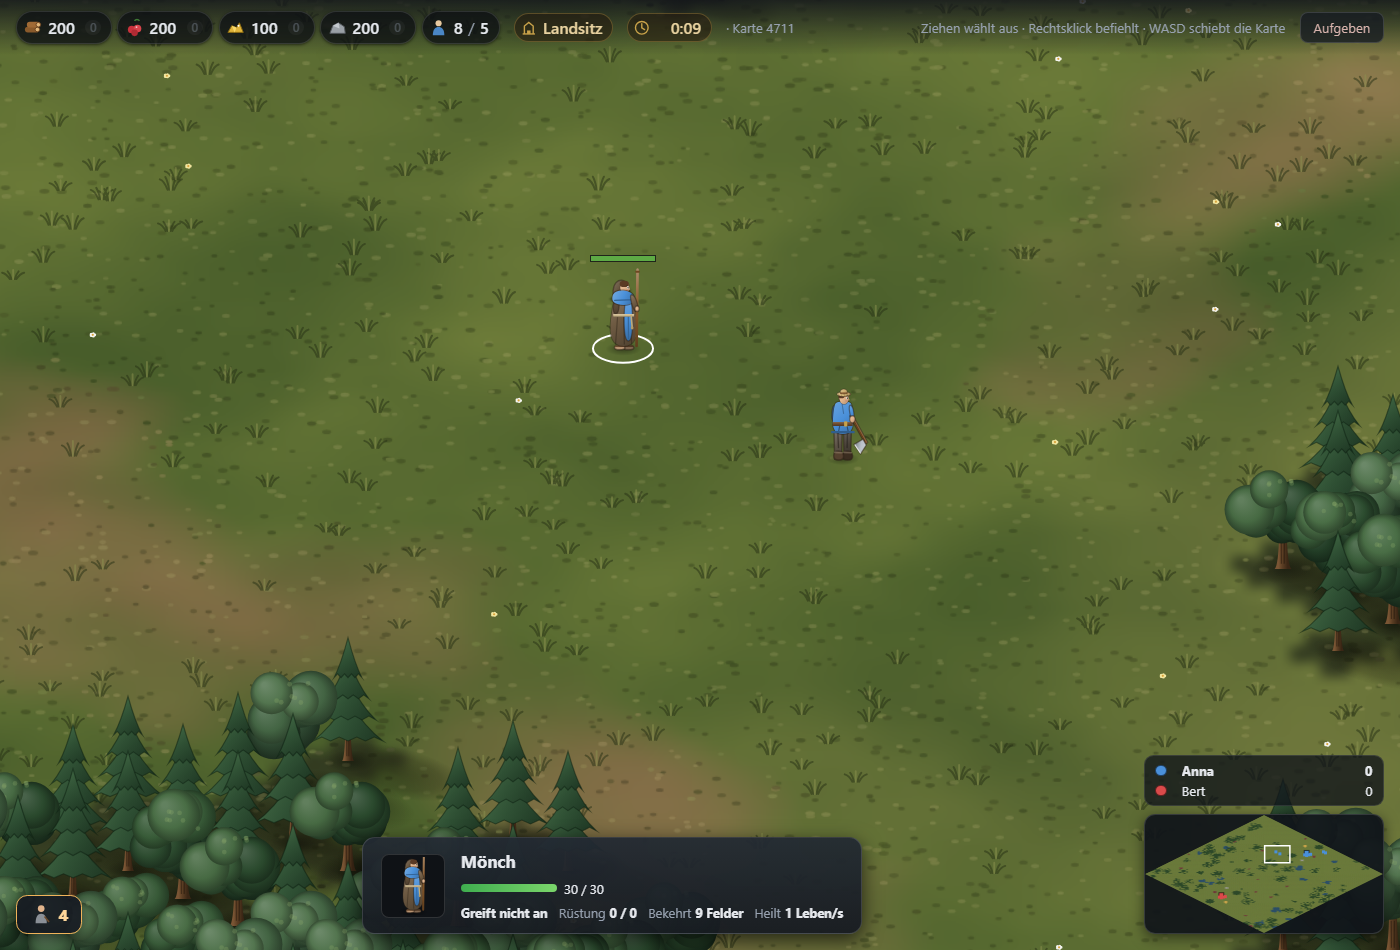 200 0 200 0 100 0 200 0 8 / 5 Landsitz 0:09 · Karte 4711 Ziehen wählt aus · Rechtsklick befiehlt · WASD schiebt die Karte Aufgeben
Anna 0
Bert 0
Mönch
30 / 30
Greift nicht an Rüstung 0 / 0 Bekehrt 9 Felder Heilt 1 Leben/s
4